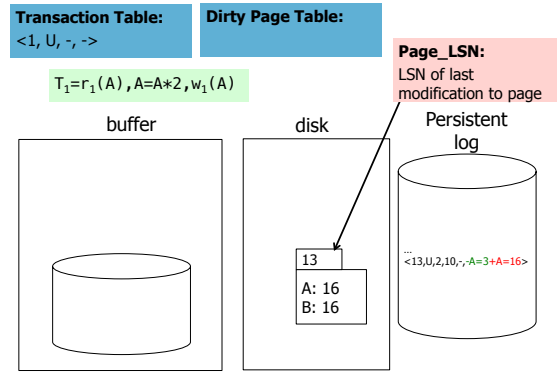 Transaction Table:
<1, U, -, ->
Dirty Page Table:
Page_LSN:
LSN of last
modification to page
T1=r1(A),A=A*2,w1(A)
buffer
disk
Persistent
log
13
A: 16
B: 16
...
<13,U,2,10,-,-A=3+A=16>